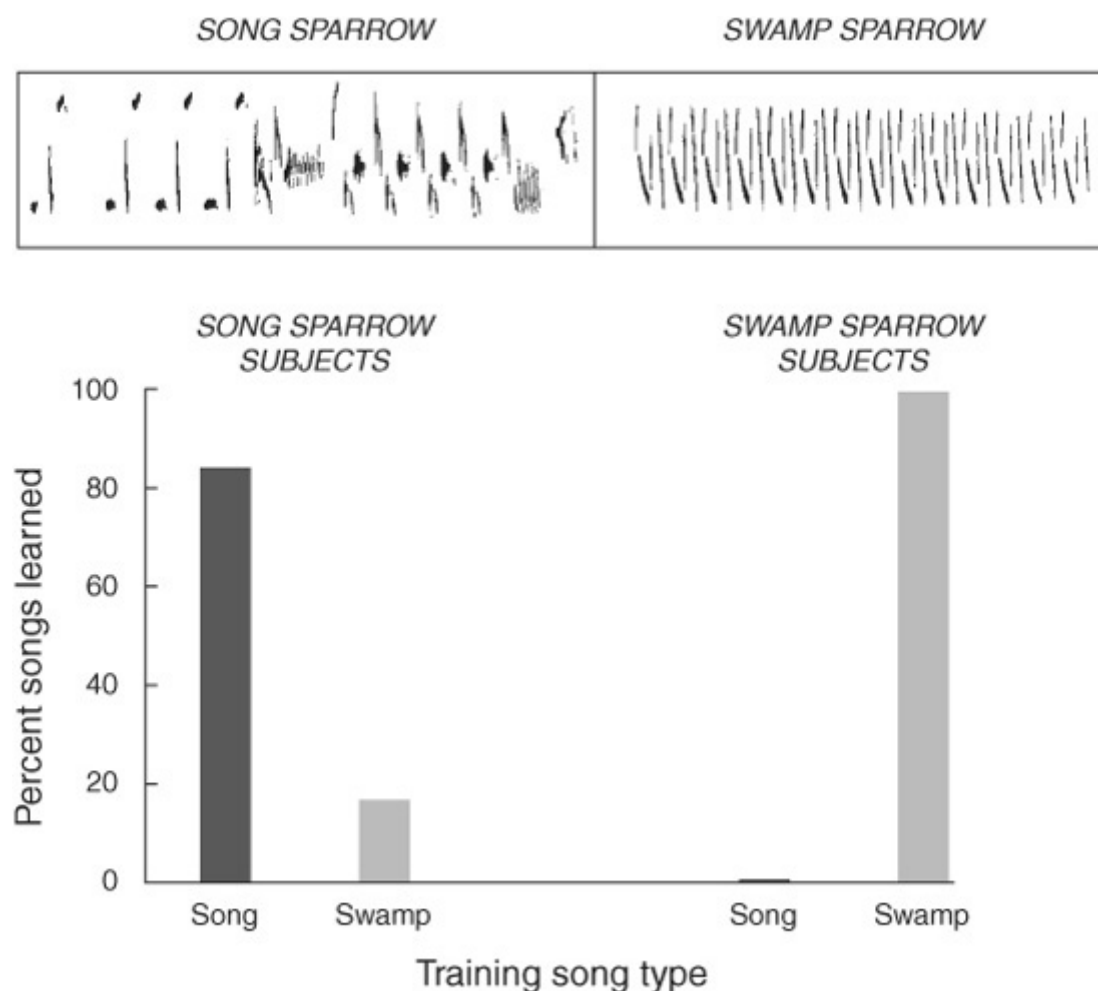 SONG SPARROW
SWAMP SPARROW
SONG SPARROW
SUBJECTS
SWAMP SPARROW
SUBJECTS
Percent songs learned
100
80
60
40
20
0
Song
Swamp
Song
Swamp
Training song type